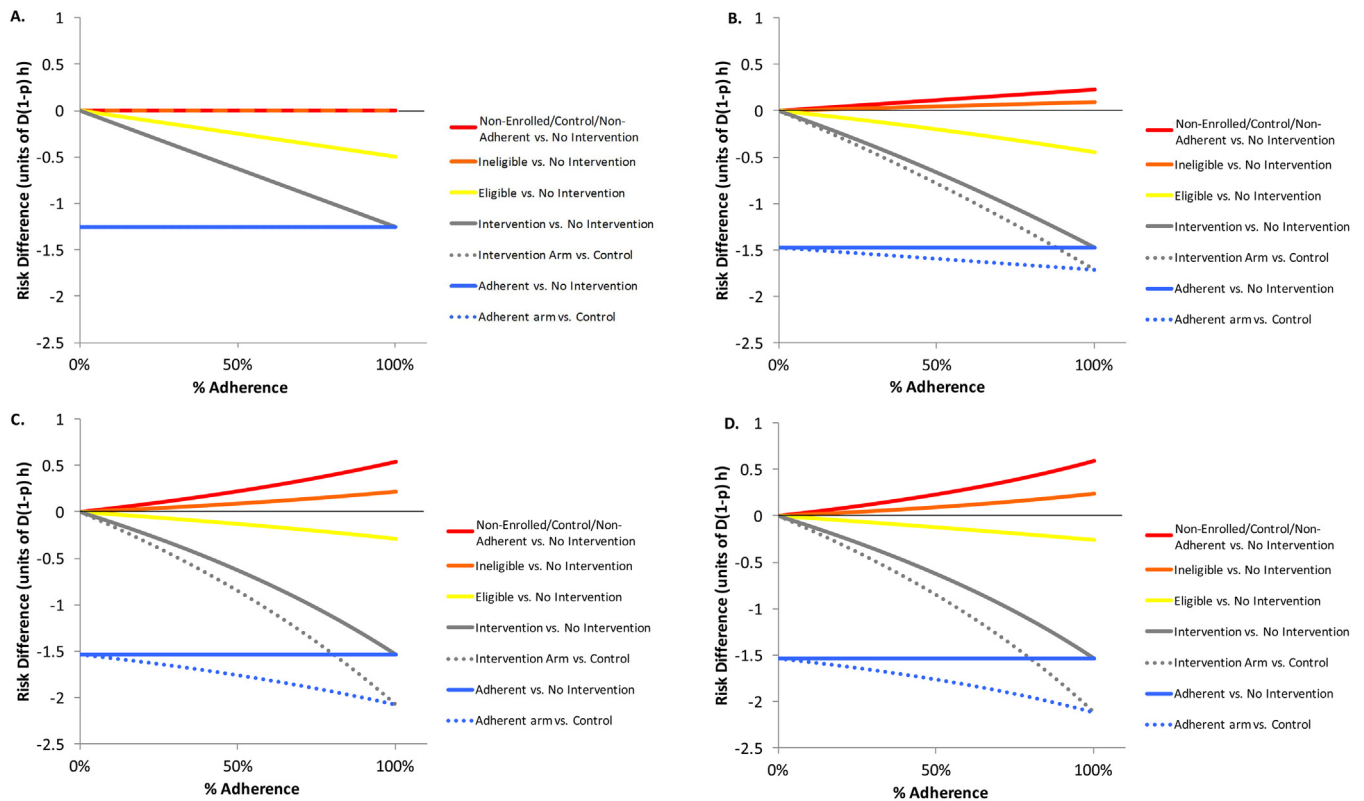 A.
Risk Difference (units of D(1-p) h)
1
0.5
0
-0.5
-1
-1.5
-2
-2.5
0%
50%
100%
% Adherence
Non-Enrolled/Control/Non-
Adherent vs. No Intervention
Ineligible vs. No Intervention
Eligible vs. No Intervention
Intervention vs. No Intervention
Intervention Arm vs. Control
Adherent vs. No Intervention
Adherent arm vs. Control
B.
Risk Difference (units of D(1-p) h)
1
0.5
0
-0.5
-1
-1.5
-2
-2.5
0%
50%
100%
% Adherence
Non-Enrolled/Control/Non-
Adherent vs. No Intervention
Ineligible vs. No Intervention
Eligible vs. No Intervention
Intervention vs. No Intervention
Intervention Arm vs. Control
Adherent vs. No Intervention
Adherent arm vs. Control
C.
Risk Difference (units of D(1-p) h)
1
0.5
0
-0.5
-1
-1.5
-2
-2.5
0%
50%
100%
% Adherence
Non-Enrolled/Control/Non-
Adherent vs. No Intervention
Ineligible vs. No Intervention
Eligible vs. No Intervention
Intervention vs. No Intervention
Intervention Arm vs. Control
Adherent vs. No Intervention
Adherent arm vs. Control
D.
Risk Difference (units of D(1-p) h)
1
0.5
0
-0.5
-1
-1.5
-2
-2.5
0%
50%
100%
% Adherence
Non-Enrolled/Control/Non-
Adherent vs. No Intervention
Ineligible vs. No Intervention
Eligible vs. No Intervention
Intervention vs. No Intervention
Intervention Arm vs. Control
Adherent vs. No Intervention
Adherent arm vs. Control